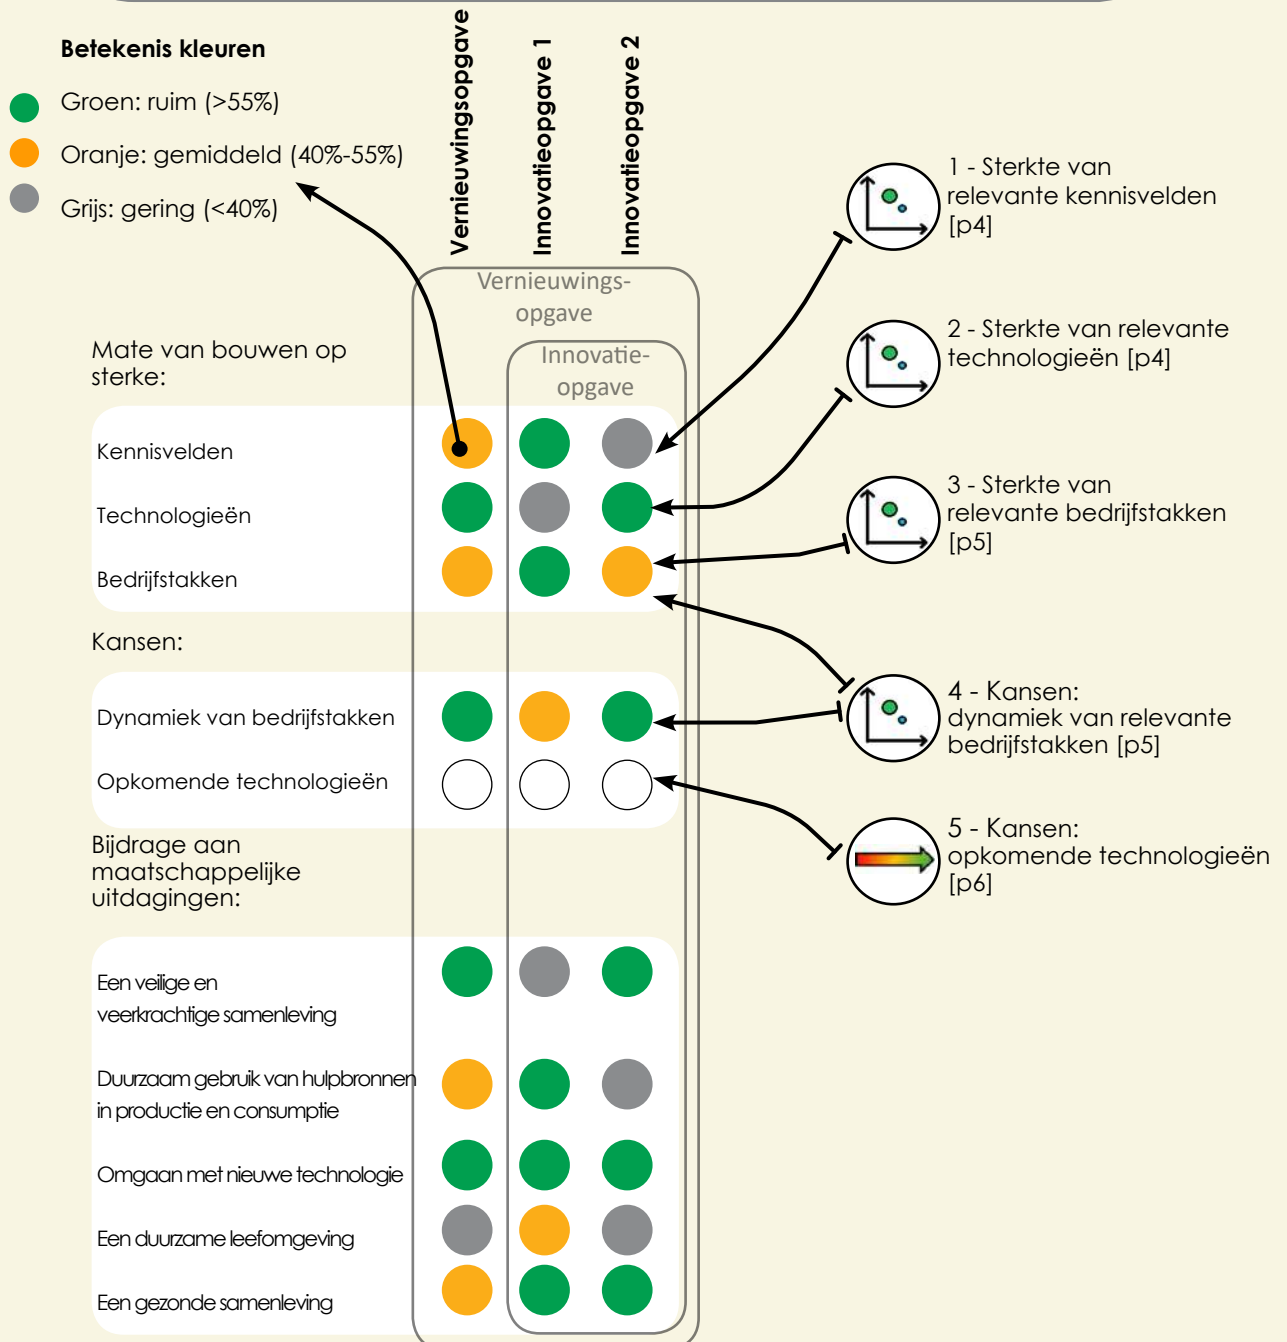 Betekenis kleuren
Groen: ruim (>55%)
Oranje: gemiddeld (40%-55%)
Grijs: gering (<40%)
Vernieuwingsopgave
Innovatieopgave 1
Innovatieopgave 2
Vernieuwings-
opgave
Innovatie-
opgave
Mate van bouwen op
sterke:
Kennisvelden
Technologieën
Bedrijfstakken
Kansen:
Dynamiek van bedrijfstakken
Opkomende technologieën
Bijdrage aan
maatschappelijke
uitdagingen:
Een veilige en
veerkrachtige samenleving
Duurzaam gebruik van hulpbronnen
in productie en consumptie
Omgaan met nieuwe technologie
Een duurzame leefomgeving
Een gezonde samenleving
1 - Sterkte van
relevante kennisvelden
[p4]
2 - Sterkte van relevante
technologieën [p4]
3 - Sterkte van
relevante bedrijfstakken
[p5]
4 - Kansen:
dynamiek van relevante
bedrijfstakken [p5]
5 - Kansen:
opkomende technologieën
[p6]